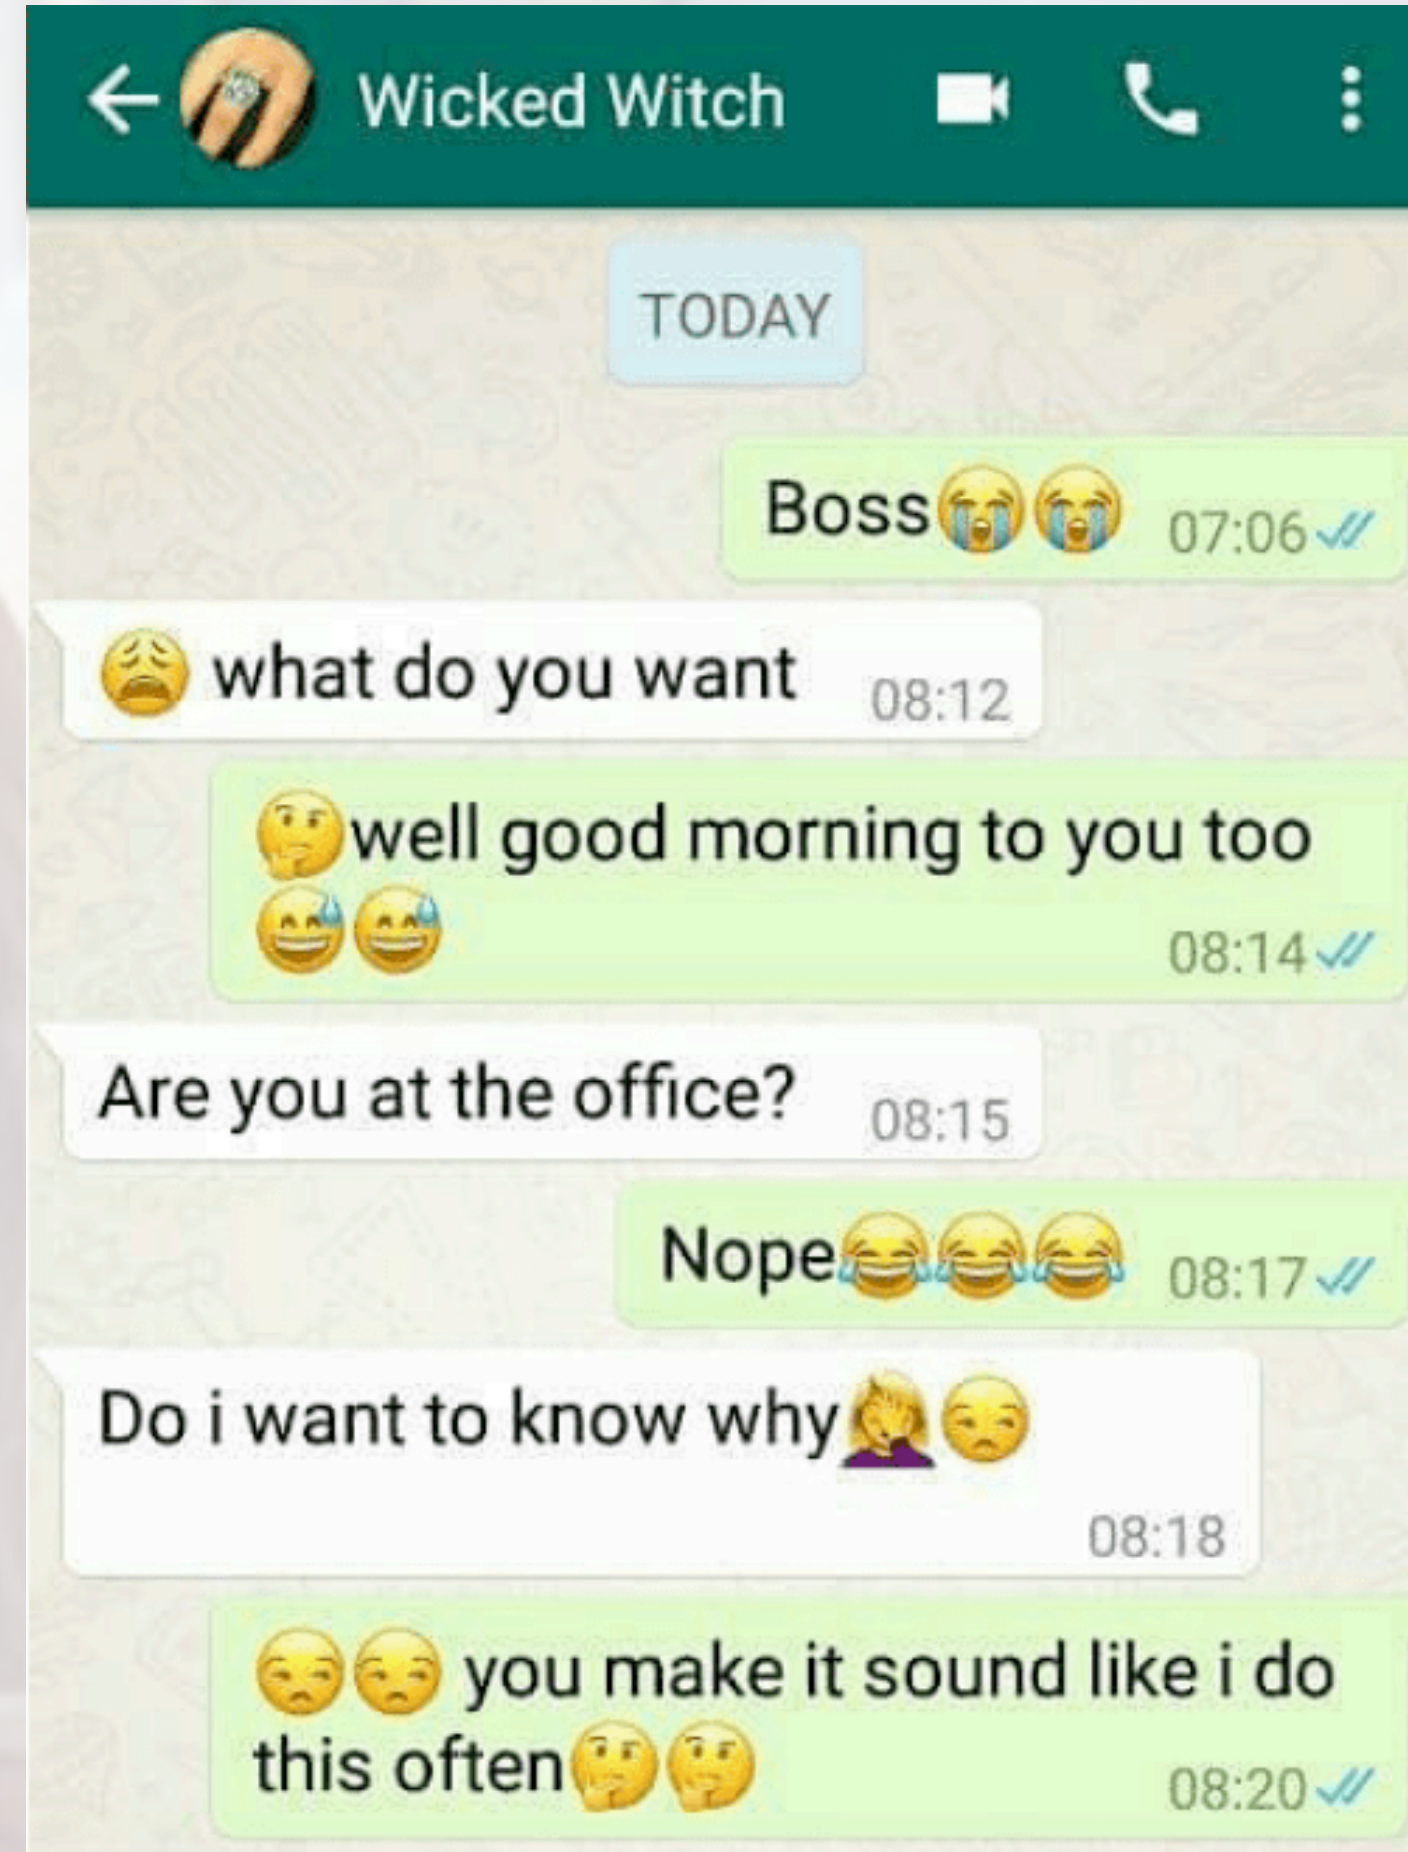 Wicked Witch
TODAY
Boss😭😭 07:06
😩 what do you want 08:12
🤔well good morning to you too
😅😅 08:14
Are you at the office? 08:15
Nope😂😂😂 08:17
Do i want to know why🤦‍♀️😒
08:18
😒😒 you make it sound like i do
this often🤔🤔 08:20